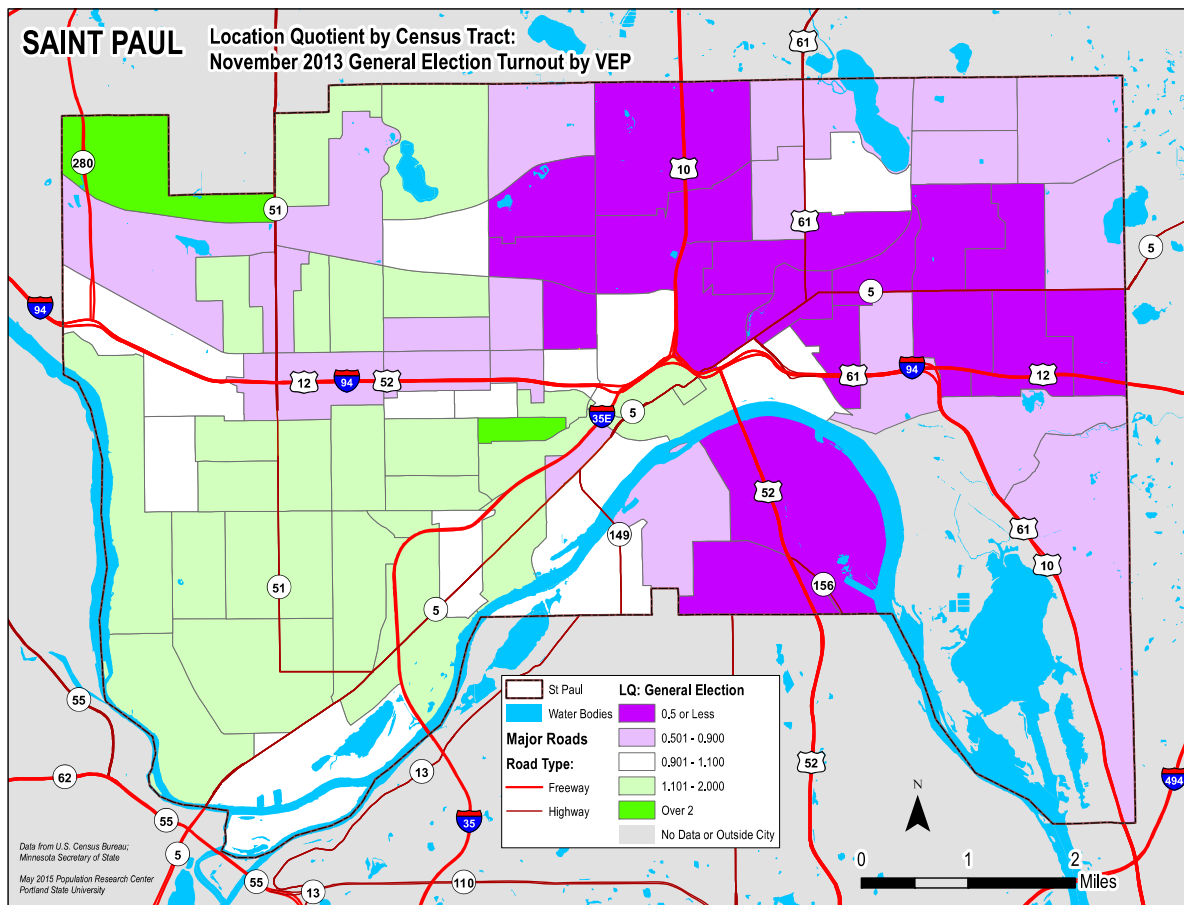 SAINT PAUL
Location Quotient by Census Tract:
November 2013 General Election Turnout by VEP
61
280
10
51
61
5
94
5
12
94
52
61
94
12
35E
5
52
149
61
10
156
51
5
55
62
55
13
52
494
35
5
55
13
110
St Paul
Water Bodies
Major Roads
Road Type:
Freeway
Highway
LQ: General Election
0.5 or Less
0.501 - 0.900
0.901 - 1.100
1.101 - 2.000
Over 2
No Data or Outside City
N
0 1 2
Miles
Data from U.S. Census Bureau;
Minnesota Secretary of State
May 2015 Population Research Center
Portland State University